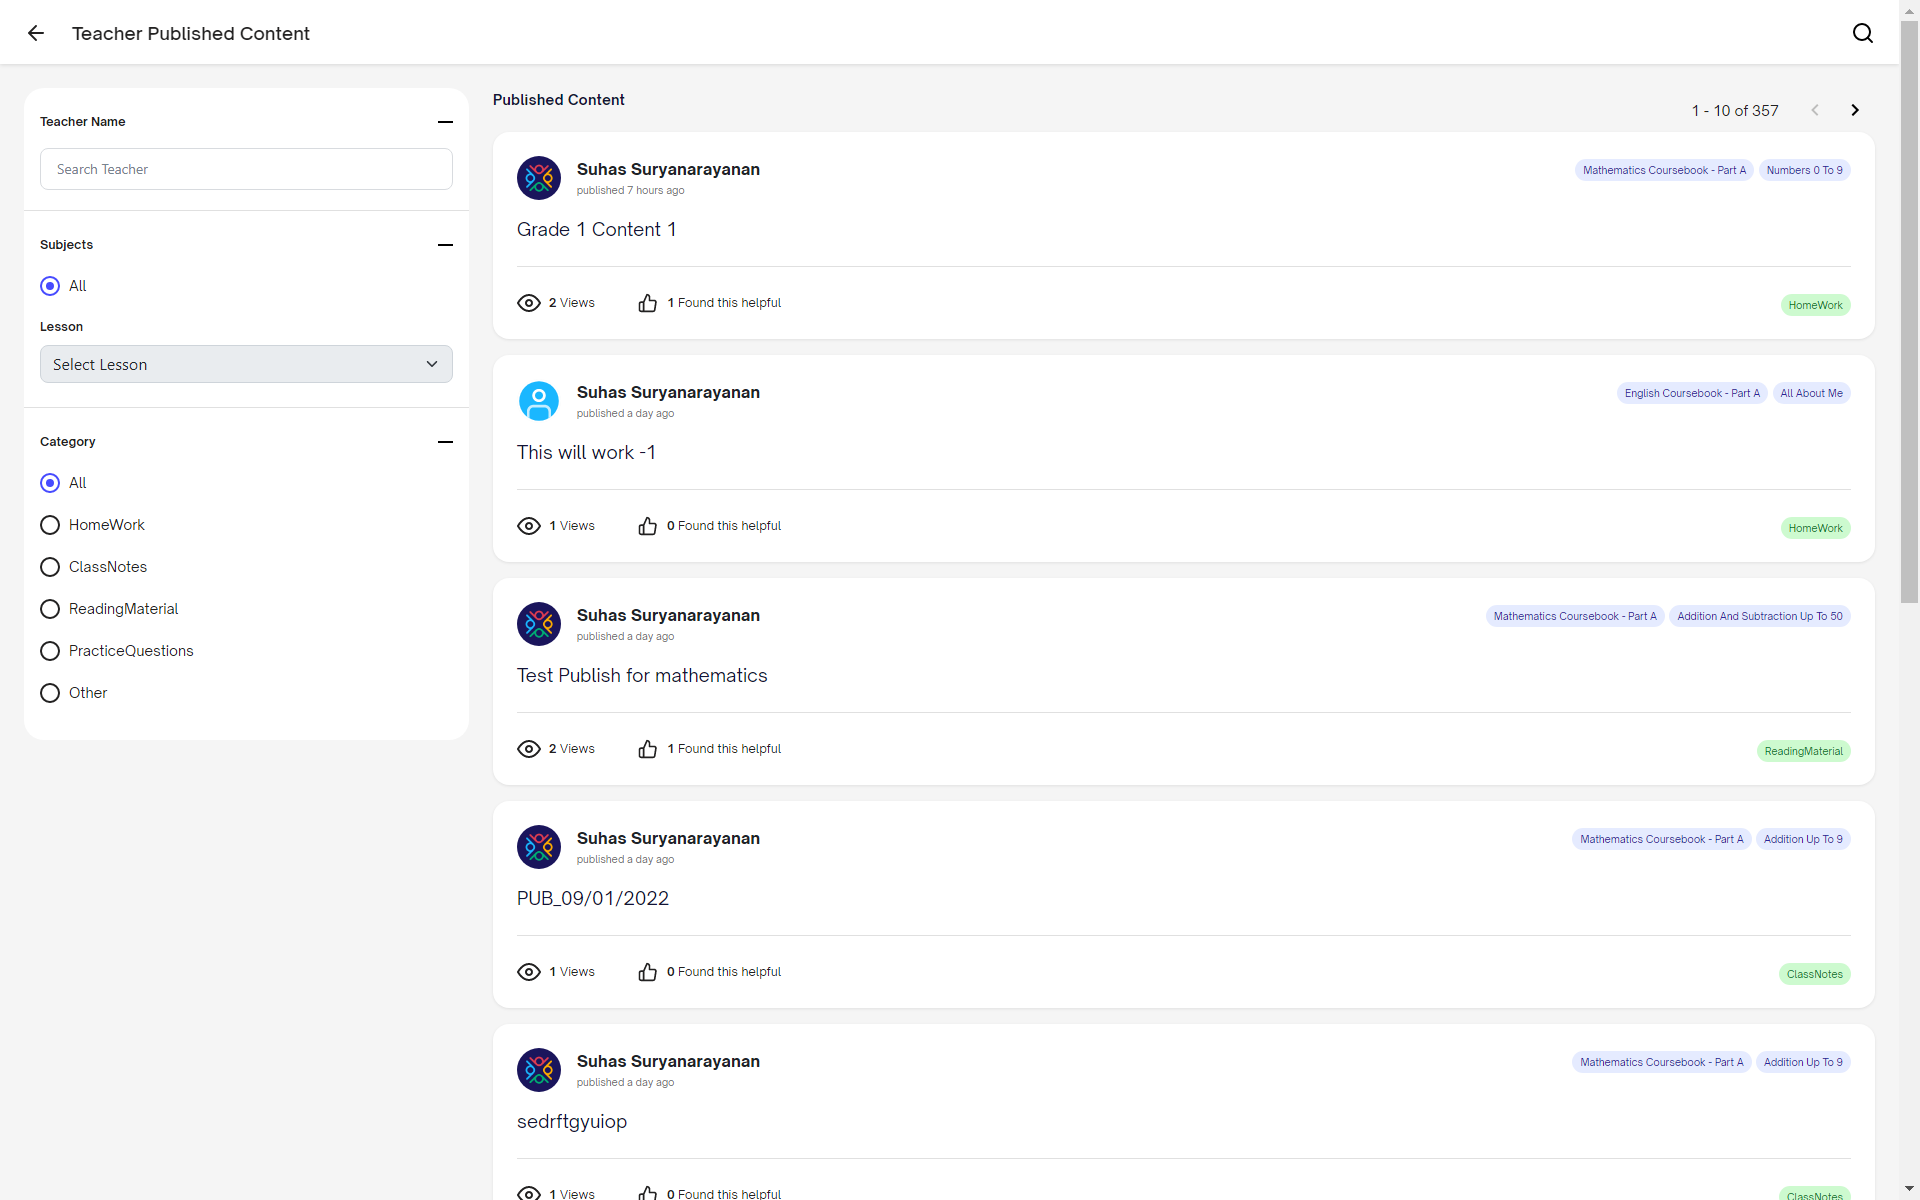 Teacher Published Content
Teacher Name
Search Teacher
Subjects
All
Lesson
Select Lesson
Category
All
HomeWork
ClassNotes
ReadingMaterial
PracticeQuestions
Other
Published Content
1 - 10 of 357
Suhas Suryanarayanan
published 7 hours ago
Mathematics Coursebook - Part A
Numbers 0 To 9
Grade 1 Content 1
2 Views
1 Found this helpful
HomeWork
Suhas Suryanarayanan
published a day ago
English Coursebook - Part A
All About Me
This will work -1
1 Views
0 Found this helpful
HomeWork
Suhas Suryanarayanan
published a day ago
Mathematics Coursebook - Part A
Addition And Subtraction Up To 50
Test Publish for mathematics
2 Views
1 Found this helpful
ReadingMaterial
Suhas Suryanarayanan
published a day ago
Mathematics Coursebook - Part A
Addition Up To 9
PUB_09/01/2022
1 Views
0 Found this helpful
ClassNotes
Suhas Suryanarayanan
published a day ago
Mathematics Coursebook - Part A
Addition Up To 9
sedrftgyuiop
1 Views
0 Found this helpful
ClassNotes